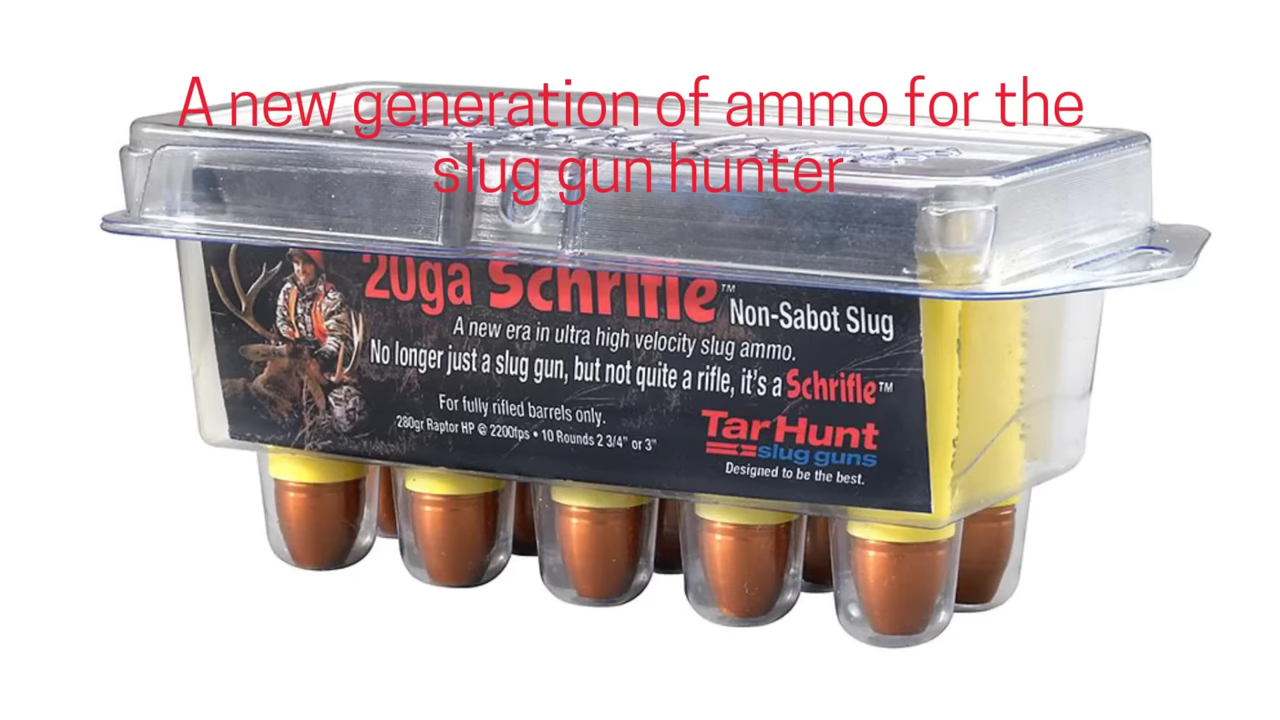 A new generation of ammo for the
slug gun hunter
20ga Schrifle™ Non-Sabot Slug
A new era in ultra high velocity slug ammo.
No longer just a slug gun, but not quite a rifle, it's a Schrifle™
For fully rifled barrels only.
280gr Raptor HP @ 2200fps • 10 Rounds 2 3/4" or 3"
TarHunt
slug guns
Designed to be the best.